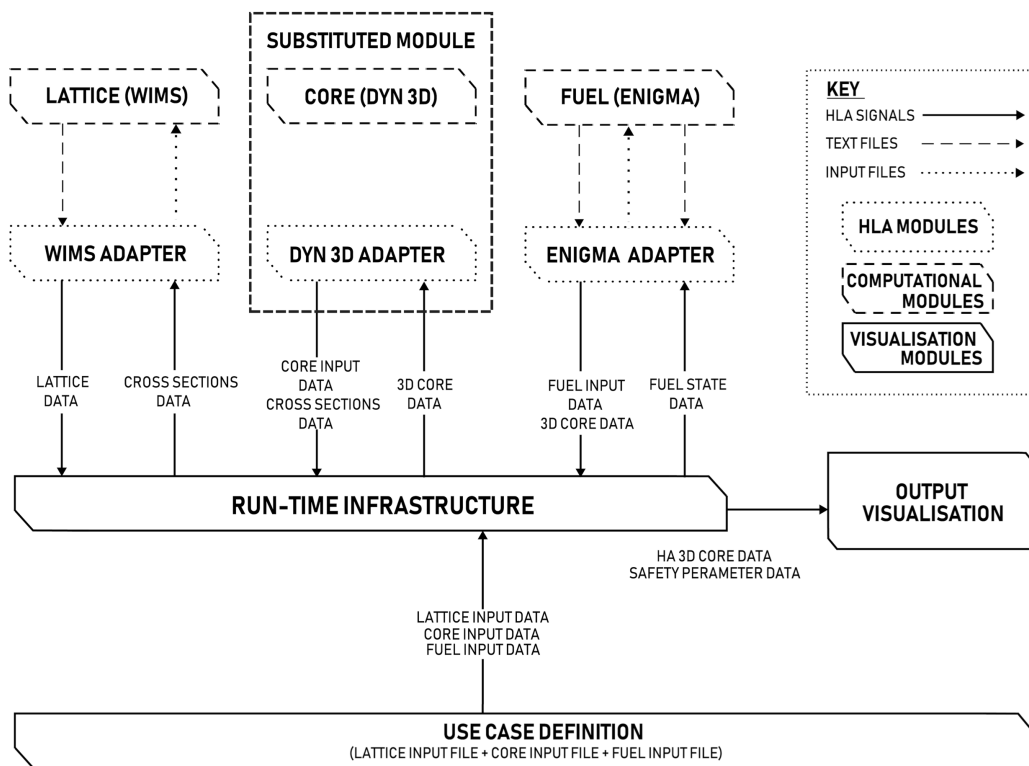 SUBSTITUTED MODULE
LATTICE (WIMS)
CORE (DYN 3D)
FUEL (ENIGMA)
KEY
HLA SIGNALS
TEXT FILES
INPUT FILES
HLA MODULES
COMPUTATIONAL
MODULES
VISUALISATION
MODULES
WIMS ADAPTER
DYN 3D ADAPTER
ENIGMA ADAPTER
LATTICE
DATA
CROSS SECTIONS
DATA
CORE INPUT
DATA
CROSS SECTIONS
DATA
3D CORE
DATA
FUEL INPUT
DATA
3D CORE DATA
FUEL STATE
DATA
RUN-TIME INFRASTRUCTURE
OUTPUT
VISUALISATION
HA 3D CORE DATA
SAFETY PERAMETER DATA
LATTICE INPUT DATA
CORE INPUT DATA
FUEL INPUT DATA
USE CASE DEFINITION
(LATTICE INPUT FILE + CORE INPUT FILE + FUEL INPUT FILE)